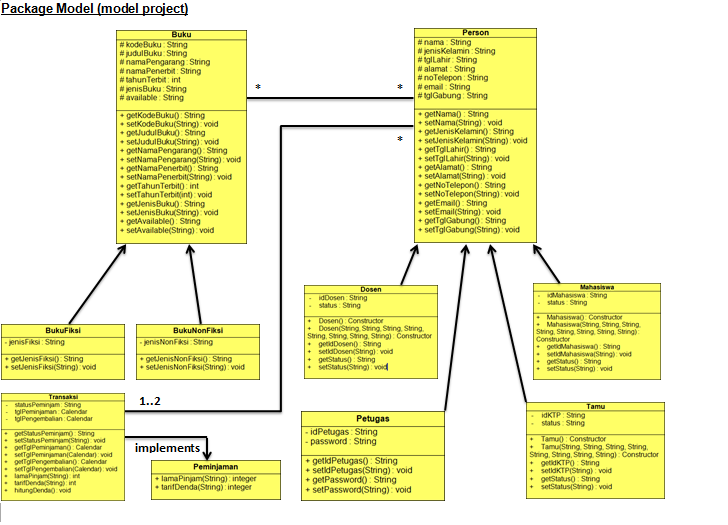 Package Model (model project)
Buku
# kodeBuku : String
# judulBuku : String
# namaPengarang : String
# namaPenerbit : String
# tahunTerbit : int
# jenisBuku : String
# available : String
+ getKodeBuku() : String
+ setKodeBuku(String) : void
+ getJudulBuku() : String
+ setJudulBuku(String) : void
+ getNamaPengarang() : String
+ setNamaPengarang(String) : void
+ getNamaPenerbit() : String
+ setNamaPenerbit(String) : void
+ getTahunTerbit() : int
+ setTahunTerbit(int) : void
+ getJenisBuku() : String
+ setJenisBuku(String) : void
+ getAvailable() : String
+ setAvailable(String) : void
*
*
*
Person
# nama : String
# jenisKelamin : String
# tglLahir : String
# alamat : String
# noTelepon : String
# email : String
# tglGabung : String
+ getNama() : String
+ setNama(String) : void
+ getJenisKelamin() : String
+ setJenisKelamin(String) : void
+ getTglLahir() : String
+ setTglLahir(String) : void
+ getAlamat() : String
+ setAlamat(String) : void
+ getNoTelepon() : String
+ setNoTelepon(String) : void
+ getEmail() : String
+ setEmail(String) : void
+ getTglGabung() : String
+ setTglGabung(String) : void
BukuFiksi
- jenisFiksi : String
+ getJenisFiksi() : String
+ setJenisFiksi(String) : void
BukuNonFiksi
- jenisNonFiksi : String
+ getJenisNonFiksi() : String
+ setJenisNonFiksi(String) : void
Dosen
- idDosen : String
- status : String
+ Dosen() : Constructor
+ Dosen(String, String, String, String,
String, String, String, String) : Constructor
+ getIdDosen() : String
+ setIdDosen(String) : void
+ getStatus() : String
+ setStatus(String) : void
Mahasiswa
- idMahasiswa : String
- status : String
+ Mahasiswa() : Constructor
+ Mahasiswa(String, String, String,
String, String, String, String, String) :
Constructor
+ getIdMahasiswa() : String
+ setIdMahasiswa(String) : void
+ getStatus() : String
+ setStatus(String) : void
Transaksi
- statusPeminjam : String
- tglPeminjaman : Calendar
- tglPengembalian : Calendar
+ getStatusPeminjam() : String
+ setStatusPeminjam(String) : void
+ getTglPeminjaman() : Calendar
+ setTglPeminjaman(Calendar) : void
+ getTglPengembalian() : Calendar
+ setTglPengembalian(Calendar) : void
+ lamaPinjam(String) : int
+ tarifDenda(String) : int
+ hitungDenda() : void
1..2
implements
Peminjaman
+ lamaPinjam(String) : integer
+ tarifDenda(String) : integer
Petugas
- idPetugas : String
- password : String
+ getIdPetugas() : String
+ setIdPetugas(String) : void
+ getPassword() : String
+ setPassword(String) : void
Tamu
- idKTP : String
- status : String
+ Tamu() : Constructor
+ Tamu(String, String, String, String,
String, String, String, String) : Constructor
+ getIdKTP() : String
+ setIdKTP(String) : void
+ getStatus() : String
+ setStatus(String) : void